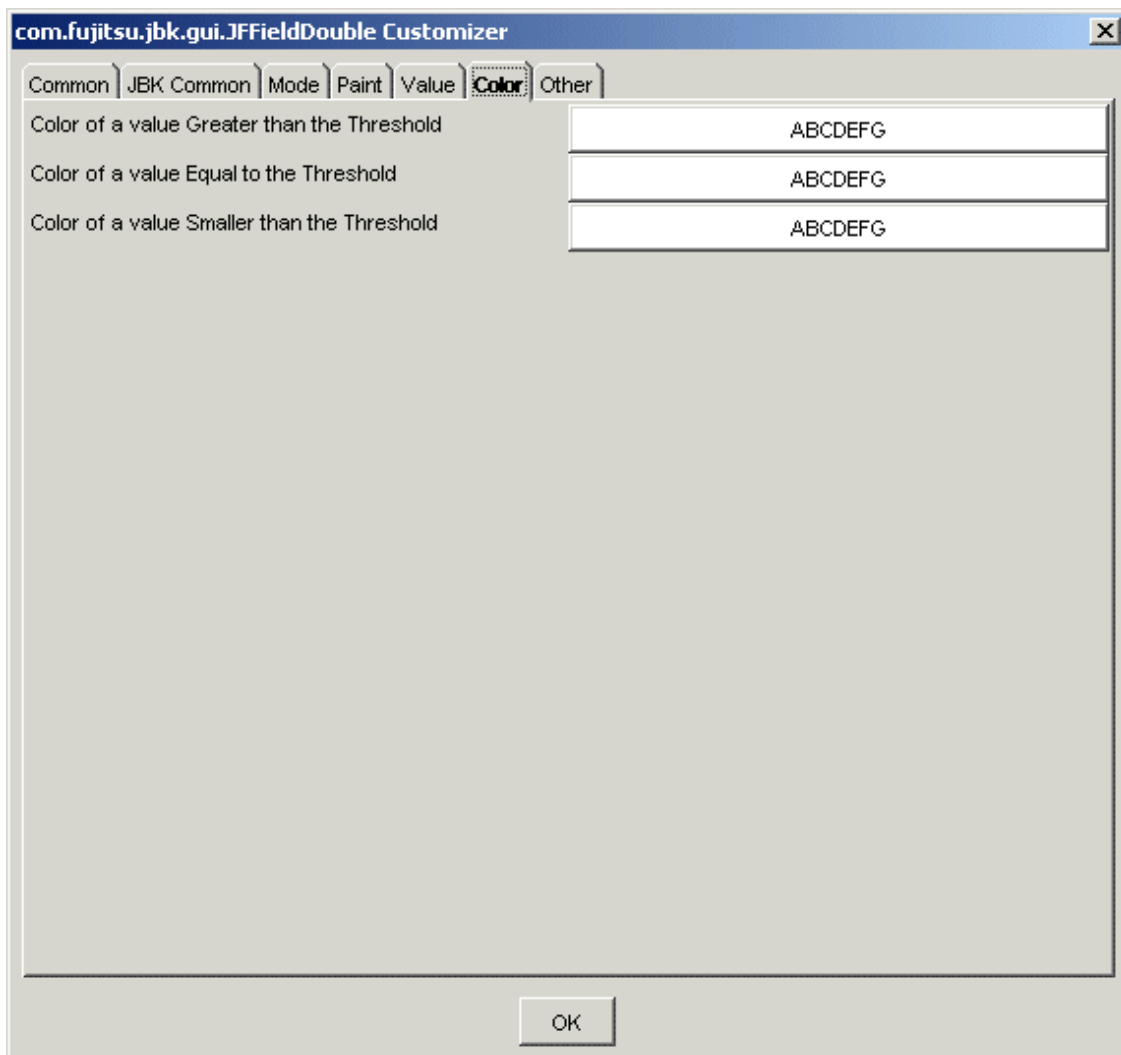 com.fujitsu.jbk.gui.JFFieldDouble Customizer
Common JBK Common Mode Paint Value Color Other
Color of a value Greater than the Threshold ABCDEFG
Color of a value Equal to the Threshold ABCDEFG
Color of a value Smaller than the Threshold ABCDEFG
OK